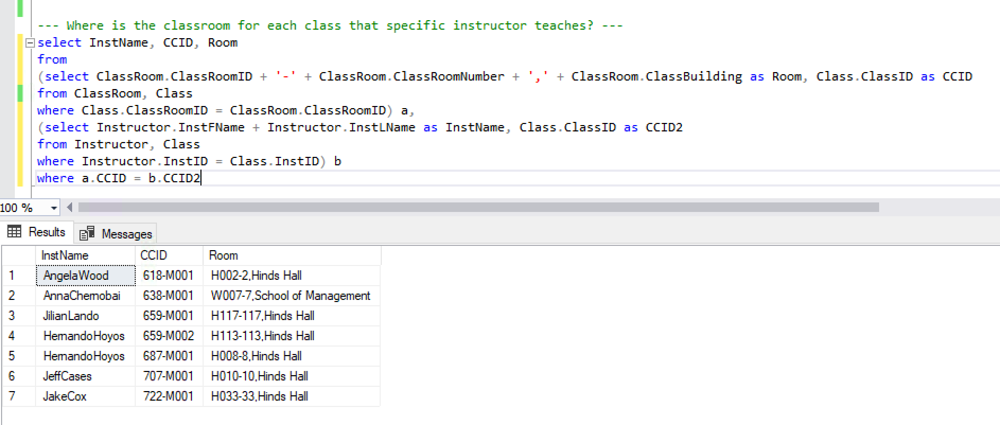 --- Where is the classroom for each class that specific instructor teaches? ---
select InstName, CCID, Room
from
(select ClassRoom.ClassRoomID + '-' + ClassRoom.ClassRoomNumber + ',' + ClassRoom.ClassBuilding as Room, Class.ClassID as CCID
from ClassRoom, Class
where Class.ClassRoomID = ClassRoom.ClassRoomID) a,
(select Instructor.InstFName + Instructor.InstLName as InstName, Class.ClassID as CCID2
from Instructor, Class
where Instructor.InstID = Class.InstID) b
where a.CCID = b.CCID2
100 %
Results Messages
InstName CCID Room
1 AngelaWood 618-M001 H002-2,Hinds Hall
2 AnnaChernobai 638-M001 W007-7,School of Management
3 JilianLando 659-M001 H117-117,Hinds Hall
4 HernandoHoyos 659-M002 H113-113,Hinds Hall
5 HernandoHoyos 687-M001 H008-8,Hinds Hall
6 JeffCases 707-M001 H010-10,Hinds Hall
7 JakeCox 722-M001 H033-33,Hinds Hall